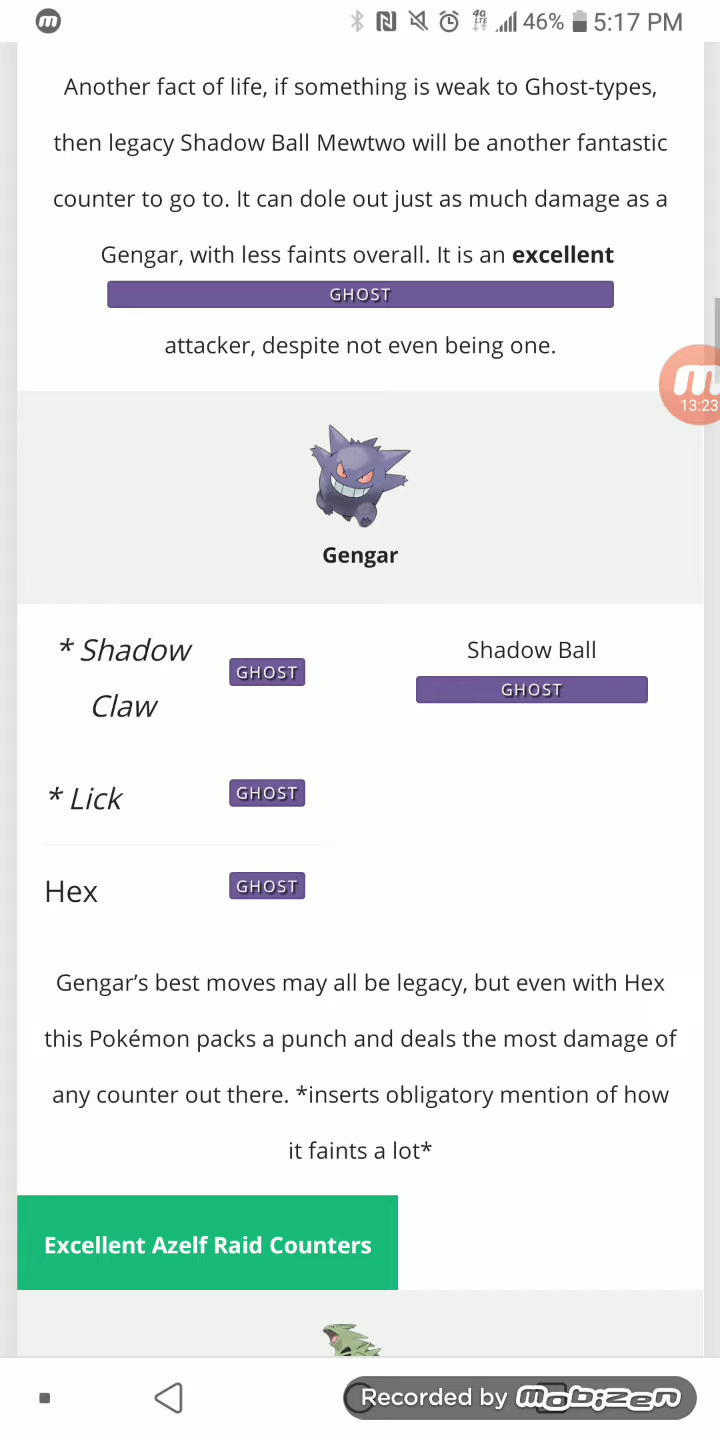 4G LTE 46% 5:17 PM
Another fact of life, if something is weak to Ghost-types,
then legacy Shadow Ball Mewtwo will be another fantastic
counter to go to. It can dole out just as much damage as a
Gengar, with less faints overall. It is an excellent
GHOST
attacker, despite not even being one.
m
13:23
Gengar
* Shadow
Claw
GHOST
Shadow Ball
GHOST
* Lick
GHOST
Hex
GHOST
Gengar’s best moves may all be legacy, but even with Hex
this Pokémon packs a punch and deals the most damage of
any counter out there. *inserts obligatory mention of how
it faints a lot*
Excellent Azelf Raid Counters
Recorded by mobizen